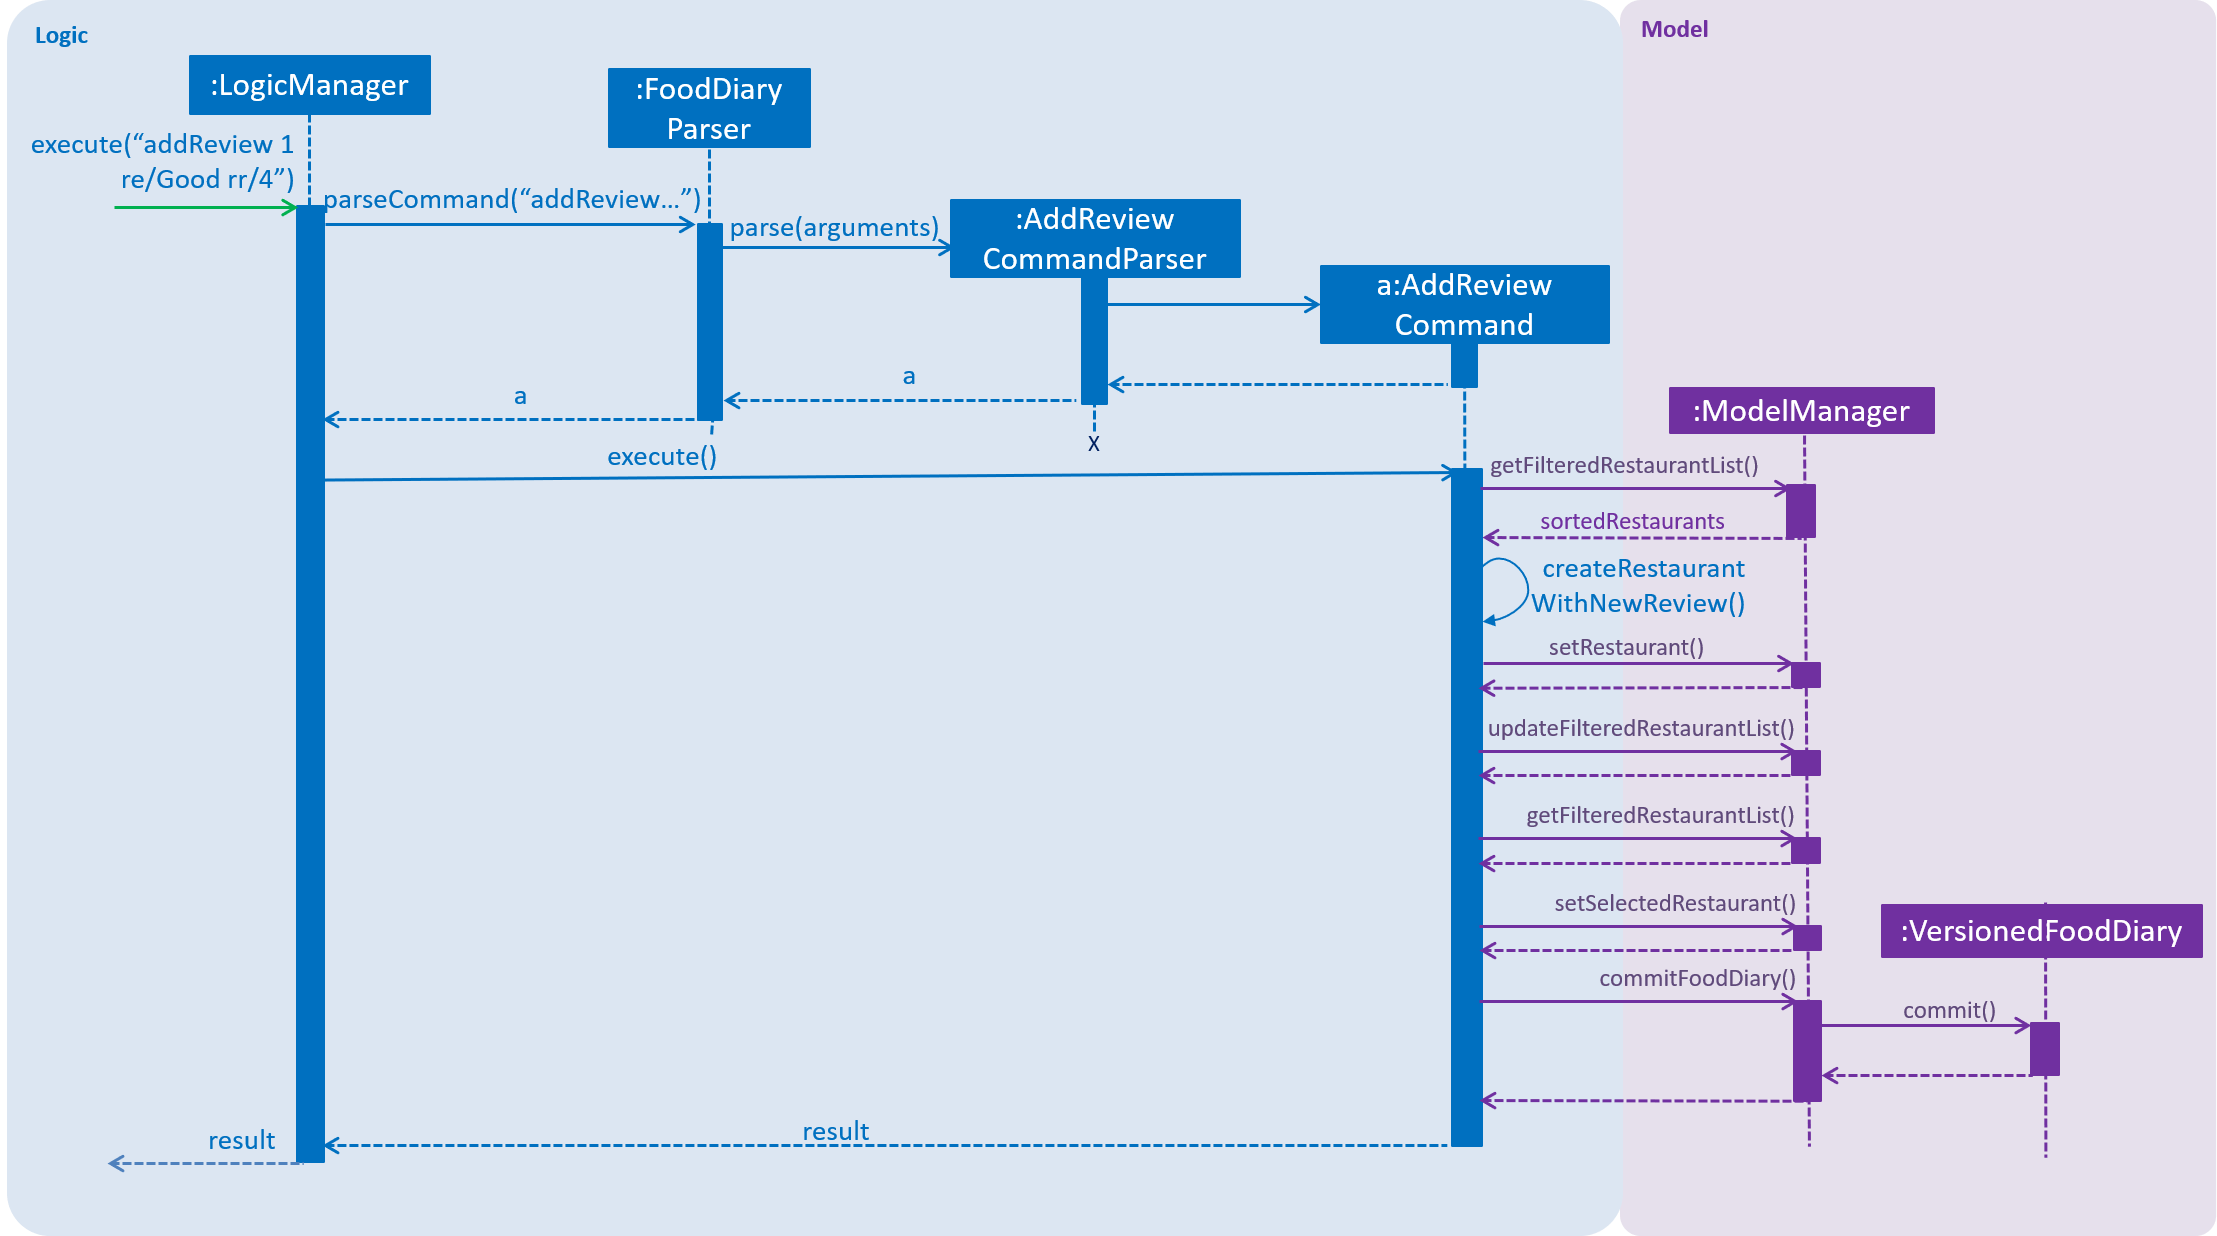 Logic
Model
:LogicManager
:FoodDiary
Parser
execute(“addReview 1
re/Good rr/4”)
parseCommand(“addReview...”)
parse(arguments)
:AddReview
CommandParser
a:AddReview
Command
a
a
X
:ModelManager
execute()
getFilteredRestaurantList()
sortedRestaurants
createRestaurant
WithNewReview()
setRestaurant()
updateFilteredRestaurantList()
getFilteredRestaurantList()
setSelectedRestaurant()
:VersionedFoodDiary
commitFoodDiary()
commit()
result
result